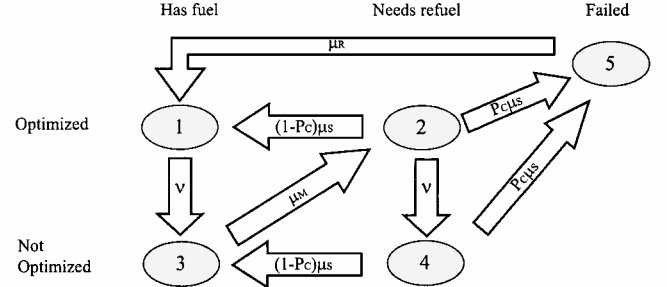 Has fuel Needs refuel Failed
μR
5
PCμs
Optimized 1 (1-PC)μs 2
PCμs
ν μM ν
Not
Optimized 3 (1-PC)μs 4